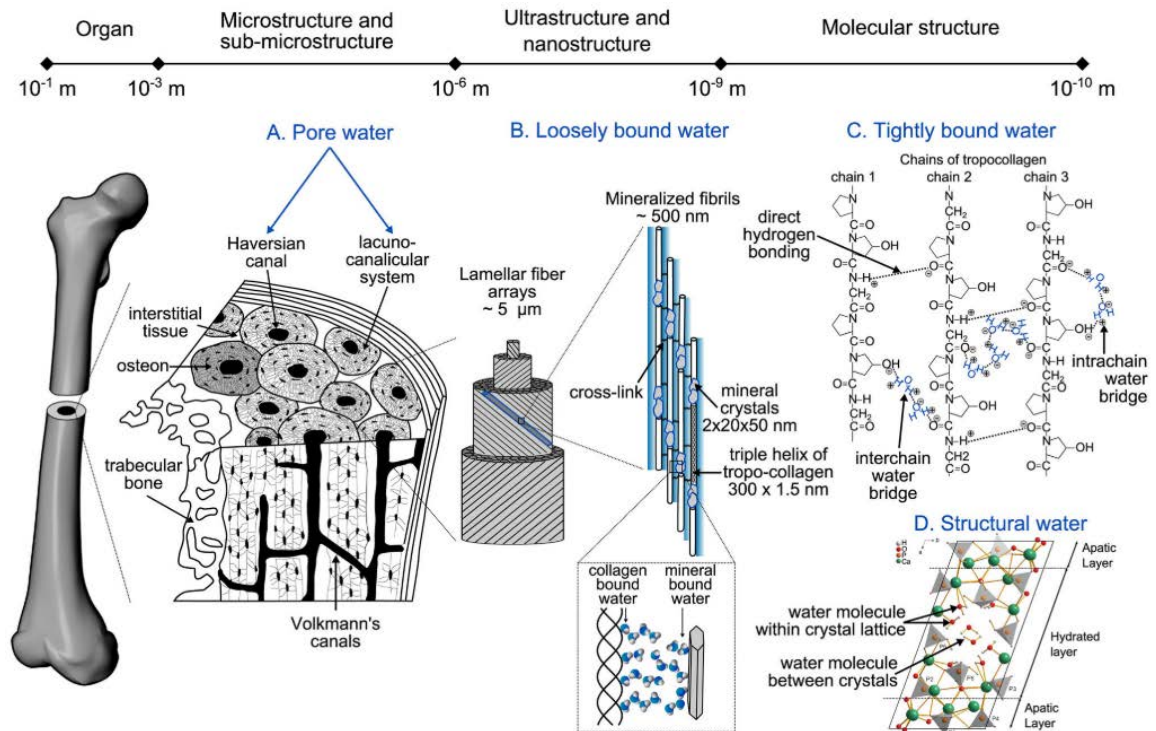 Organ
Microstructure and
sub-microstructure
Ultrastructure and
nanostructure
Molecular structure
10-1 m
10-3 m
10-6 m
10-9 m
10-10 m
A. Pore water
Haversian
canal
lacuno-
canalicular
system
interstitial
tissue
osteon
trabecular
bone
Volkmann's
canals
B. Loosely bound water
Mineralized fibrils
~ 500 nm
Lamellar fiber
arrays
~ 5 µm
cross-link
mineral
crystals
2x20x50 nm
triple helix of
tropo-collagen
300 x 1.5 nm
collagen
bound
water
mineral
bound
water
C. Tightly bound water
Chains of tropocollagen
chain 1
chain 2
chain 3
direct
hydrogen
bonding
intrachain
water
bridge
interchain
water
bridge
D. Structural water
H
O
P
Ca
Apatic
Layer
water molecule
within crystal lattice
Hydrated
layer
water molecule
between crystals
Apatic
Layer